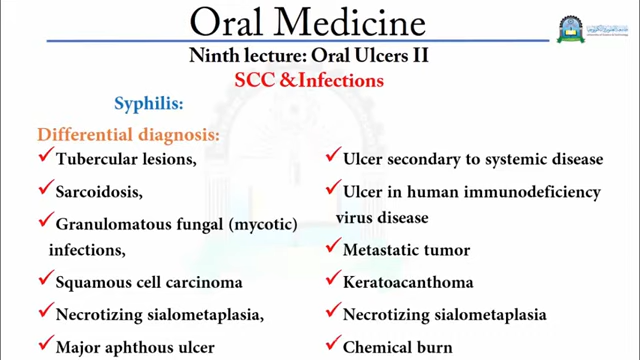 Oral Medicine
Ninth lecture: Oral Ulcers II
SCC &Infections
Syphilis:
Differential diagnosis:
Tubercular lesions,
Sarcoidosis,
Granulomatous fungal (mycotic)
infections,
Squamous cell carcinoma
Necrotizing sialometaplasia,
Major aphthous ulcer
Ulcer secondary to systemic disease
Ulcer in human immunodeficiency
virus disease
Metastatic tumor
Keratoacanthoma
Necrotizing sialometaplasia
Chemical burn